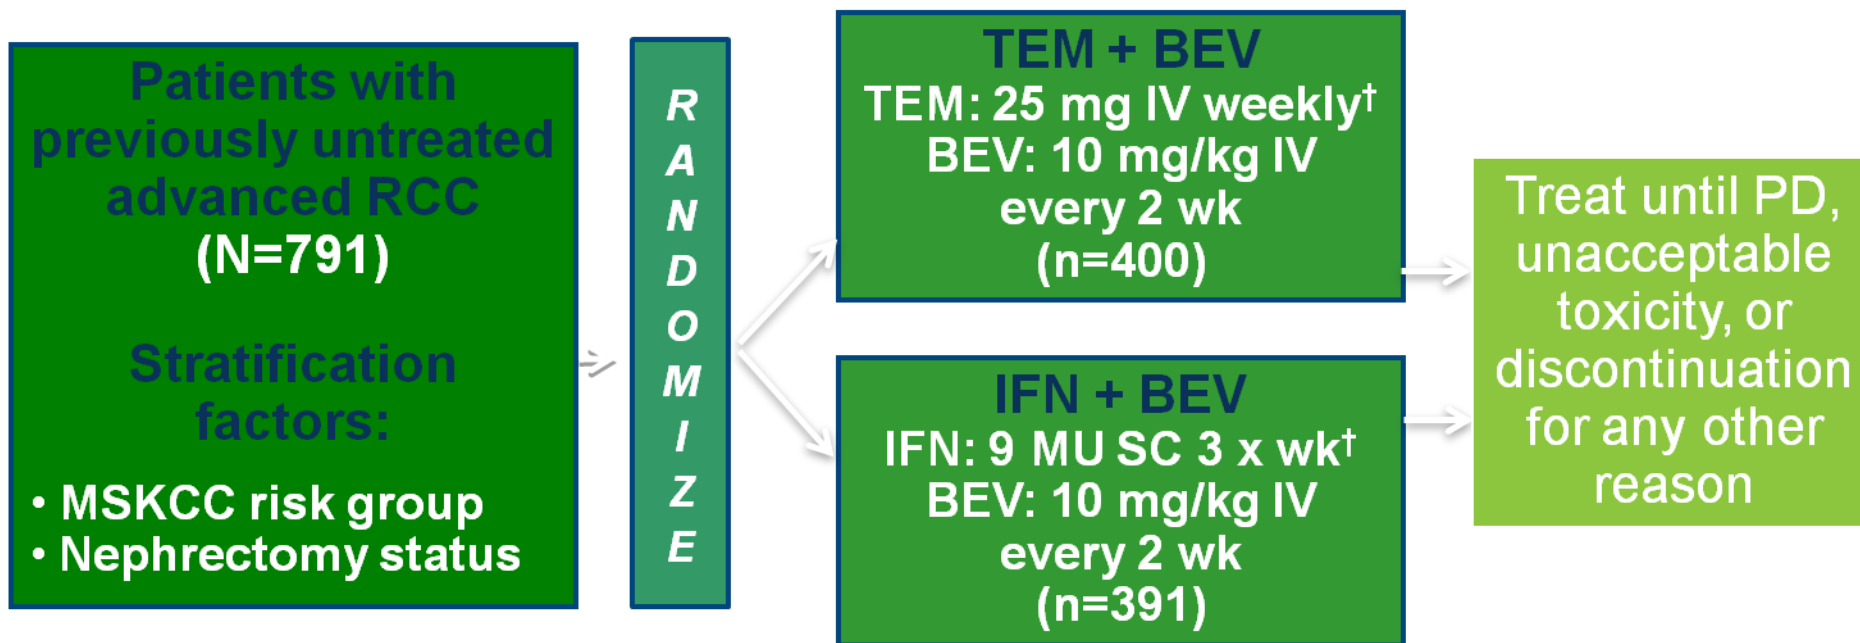 Patients with
previously untreated
advanced RCC
(N=791)
Stratification
factors:
• MSKCC risk group
• Nephrectomy status
RANDOMIZE
TEM + BEV
TEM: 25 mg IV weekly†
BEV: 10 mg/kg IV
every 2 wk
(n=400)
IFN + BEV
IFN: 9 MU SC 3 x wk†
BEV: 10 mg/kg IV
every 2 wk
(n=391)
Treat until PD,
unacceptable
toxicity, or
discontinuation
for any other
reason